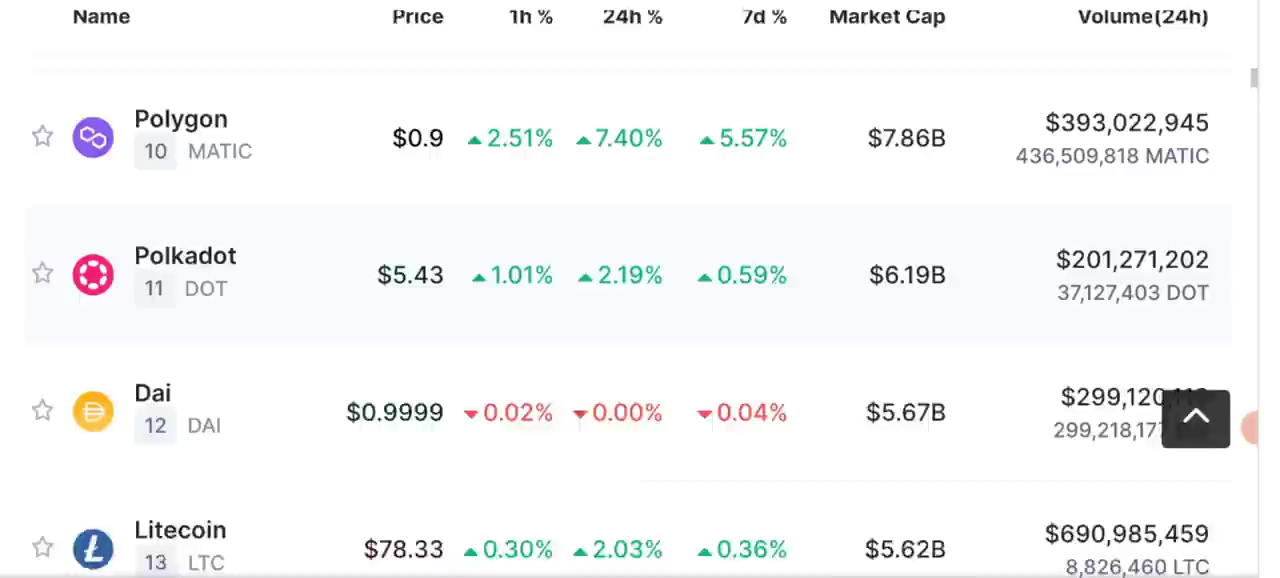 Name Price 1h % 24h % 7d % Market Cap Volume(24h)
Polygon
10 MATIC
$0.9 2.51% 7.40% 5.57% $7.86B
$393,022,945
436,509,818 MATIC
Polkadot
11 DOT
$5.43 1.01% 2.19% 0.59% $6.19B
$201,271,202
37,127,403 DOT
Dai
12 DAI
$0.9999 0.02% 0.00% 0.04% $5.67B
Litecoin
13 LTC
$78.33 0.30% 2.03% 0.36% $5.62B
$690,985,459
8,826,460 LTC